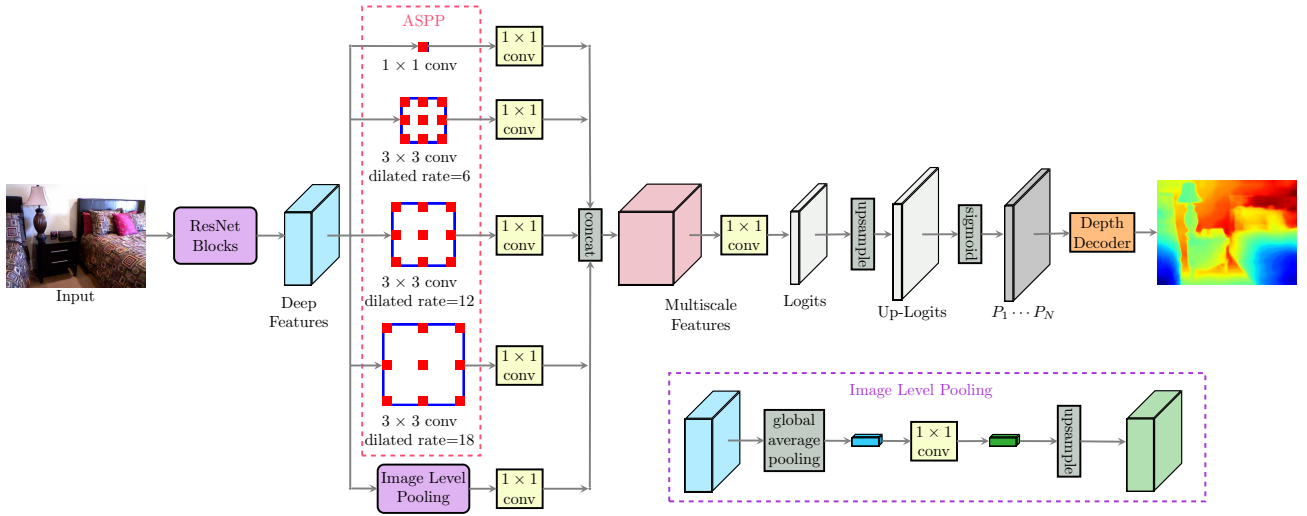 ASPP
1 × 1 conv
1 × 1
conv
3 × 3 conv
dilated rate=6
1 × 1
conv
Input
ResNet
Blocks
Deep
Features
3 × 3 conv
dilated rate=12
1 × 1
conv
3 × 3 conv
dilated rate=18
1 × 1
conv
Image Level
Pooling
1 × 1
conv
concat
Multiscale
Features
1 × 1
conv
Logits
upsample
Up-Logits
sigmoid
P₁ ⋯ P_N
Depth
Decoder
Image Level Pooling
global
average
pooling
1 × 1
conv
upsample